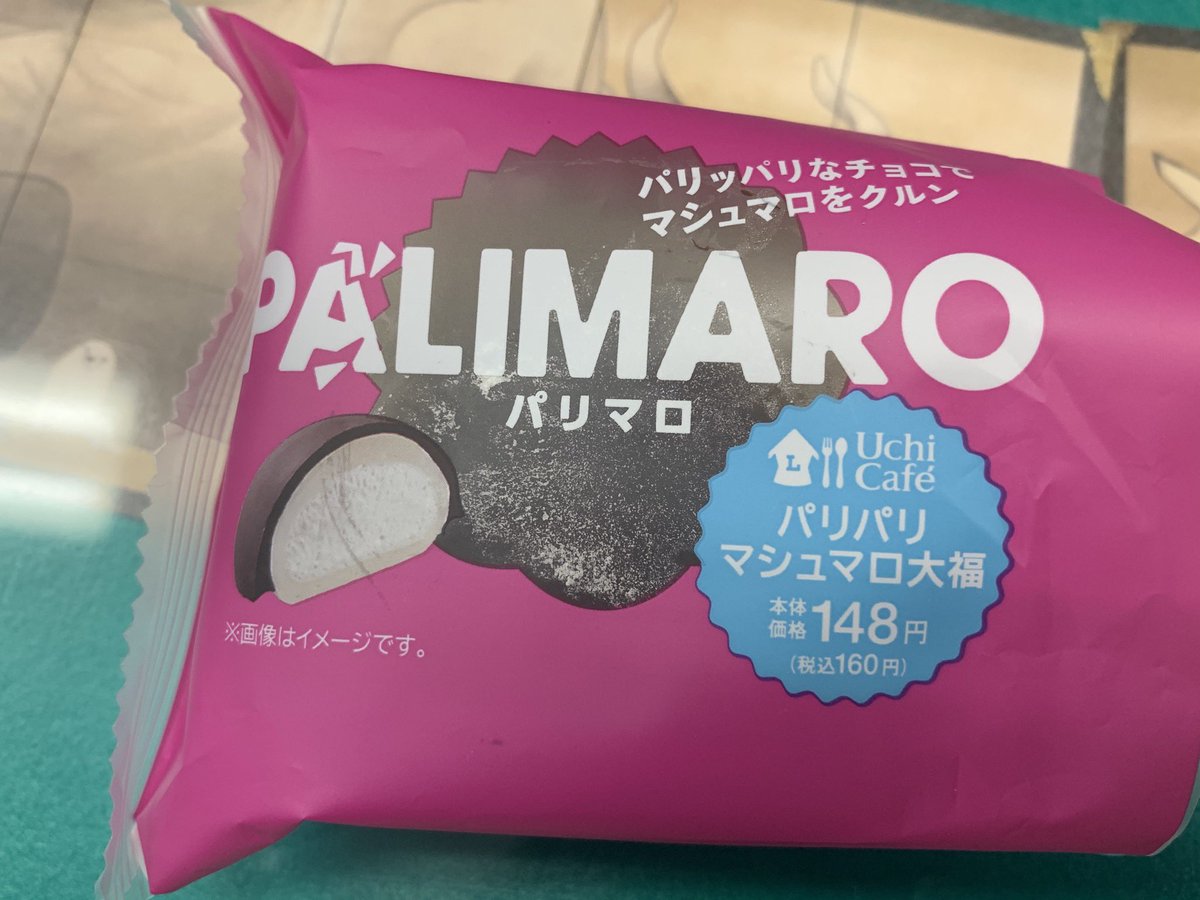 パリッパリなチョコで
マシュマロをクルン
PALIMARO
パリマロ
L
Uchi
Café
パリパリ
マシュマロ大福
本体
価格148円
(税込160円)
※画像はイメージです。